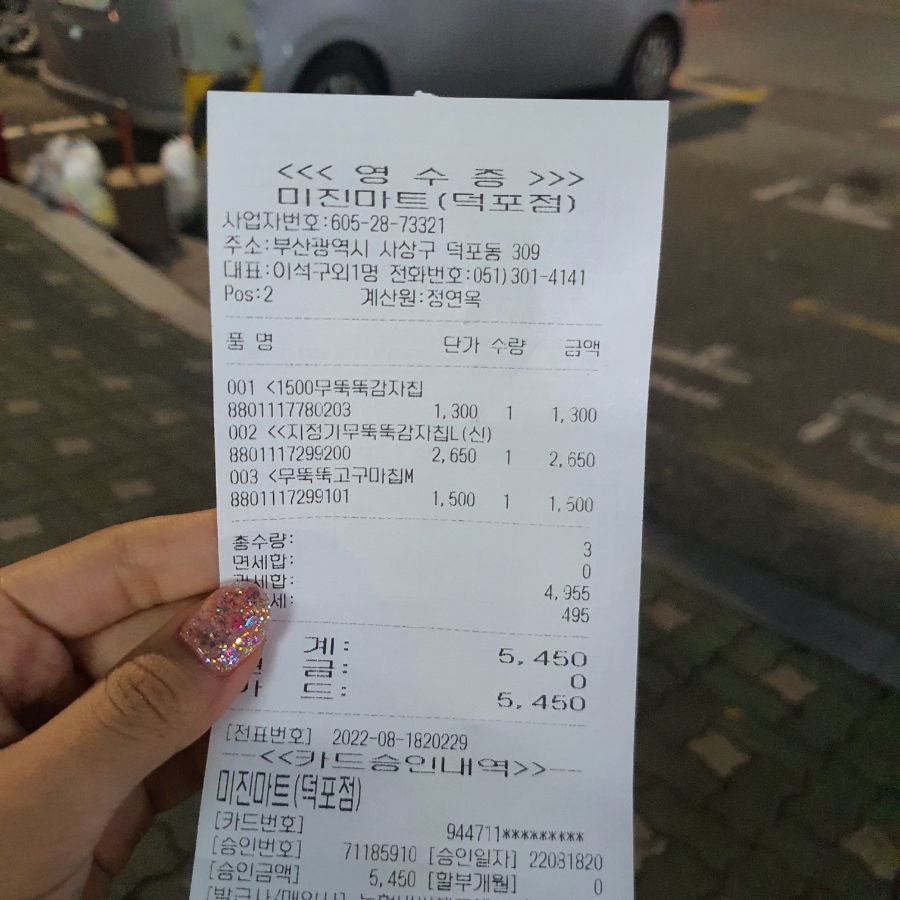 <<< 영 수 증 >>>
미진마트(덕포점)
사업자번호:605-28-73321
주소:부산광역시 사상구 덕포동 309
대표:이석구외1명 전화번호:051)301-4141
Pos:2 계산원:정연옥
품 명 단가 수량 금액
001 <1500무뚝뚝감자칩
8801117780203 1,300 1 1,300
002 <<지정기무뚝뚝감자칩L(신)
8801117299200 2,650 1 2,650
003 <무뚝뚝고구마칩M
8801117299101 1,500 1 1,500
총수량: 3
면세합: 0
과세합: 4,955
세: 495
계: 5,450
금: 0
카 드: 5,450
[전표번호] 2022-08-1820229
---<<카드승인내역>>---
미진마트(덕포점)
[카드번호] 944711*********
[승인번호] 71185910 [승인일자] 22081820
[승인금액] 5,450 [할부개월] 0